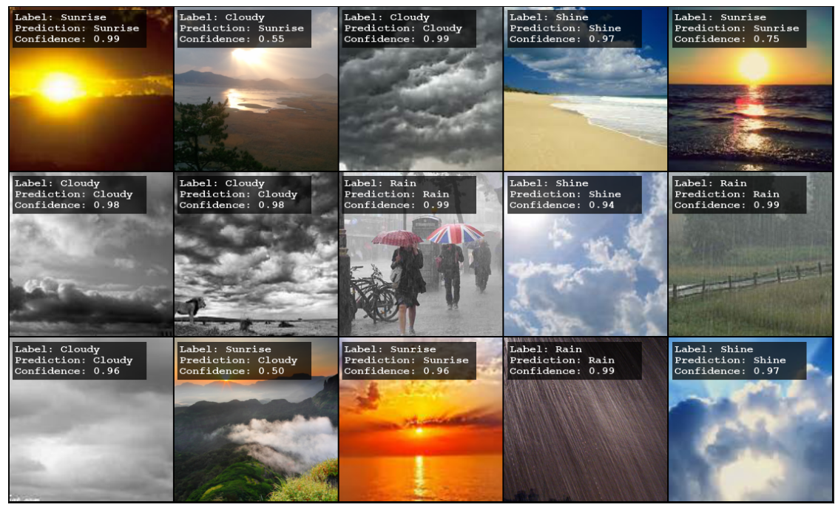 Label: Sunrise
Prediction: Sunrise
Confidence: 0.99
Label: Cloudy
Prediction: Sunrise
Confidence: 0.55
Label: Cloudy
Prediction: Cloudy
Confidence: 0.99
Label: Shine
Prediction: Shine
Confidence: 0.97
Label: Sunrise
Prediction: Sunrise
Confidence: 0.75
Label: Cloudy
Prediction: Cloudy
Confidence: 0.98
Label: Cloudy
Prediction: Cloudy
Confidence: 0.98
Label: Rain
Prediction: Rain
Confidence: 0.99
Label: Shine
Prediction: Shine
Confidence: 0.94
Label: Rain
Prediction: Rain
Confidence: 0.99
Label: Cloudy
Prediction: Cloudy
Confidence: 0.96
Label: Sunrise
Prediction: Cloudy
Confidence: 0.50
Label: Sunrise
Prediction: Sunrise
Confidence: 0.96
Label: Rain
Prediction: Rain
Confidence: 0.99
Label: Shine
Prediction: Shine
Confidence: 0.97